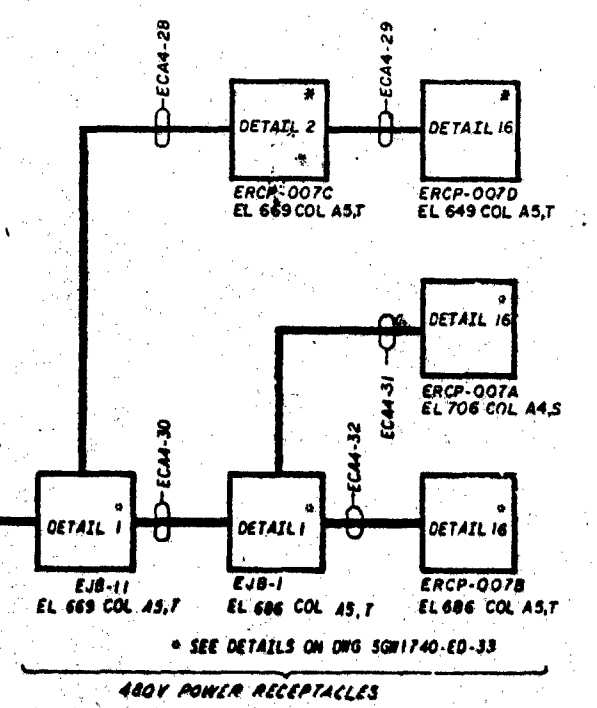 ECA4-28
ECA4-29
*
DETAIL 2
*
*
DETAIL 16
ERCP-007C
EL 669 COL A5,T
ERCP-007D
EL 649 COL A5,T
*
DETAIL 16
ECA4-31
ERCP-007A
EL 706 COL A4,S
ECA4-30
ECA4-32
*
DETAIL 1
*
DETAIL 1
*
DETAIL 16
EJB-11
EL 669 COL A5,T
EJB-1
EL 686 COL A5,T
ERCP-007B
EL 686 COL A5,T
* SEE DETAILS ON DWG SGN1740-ED-33
480V POWER RECEPTACLES